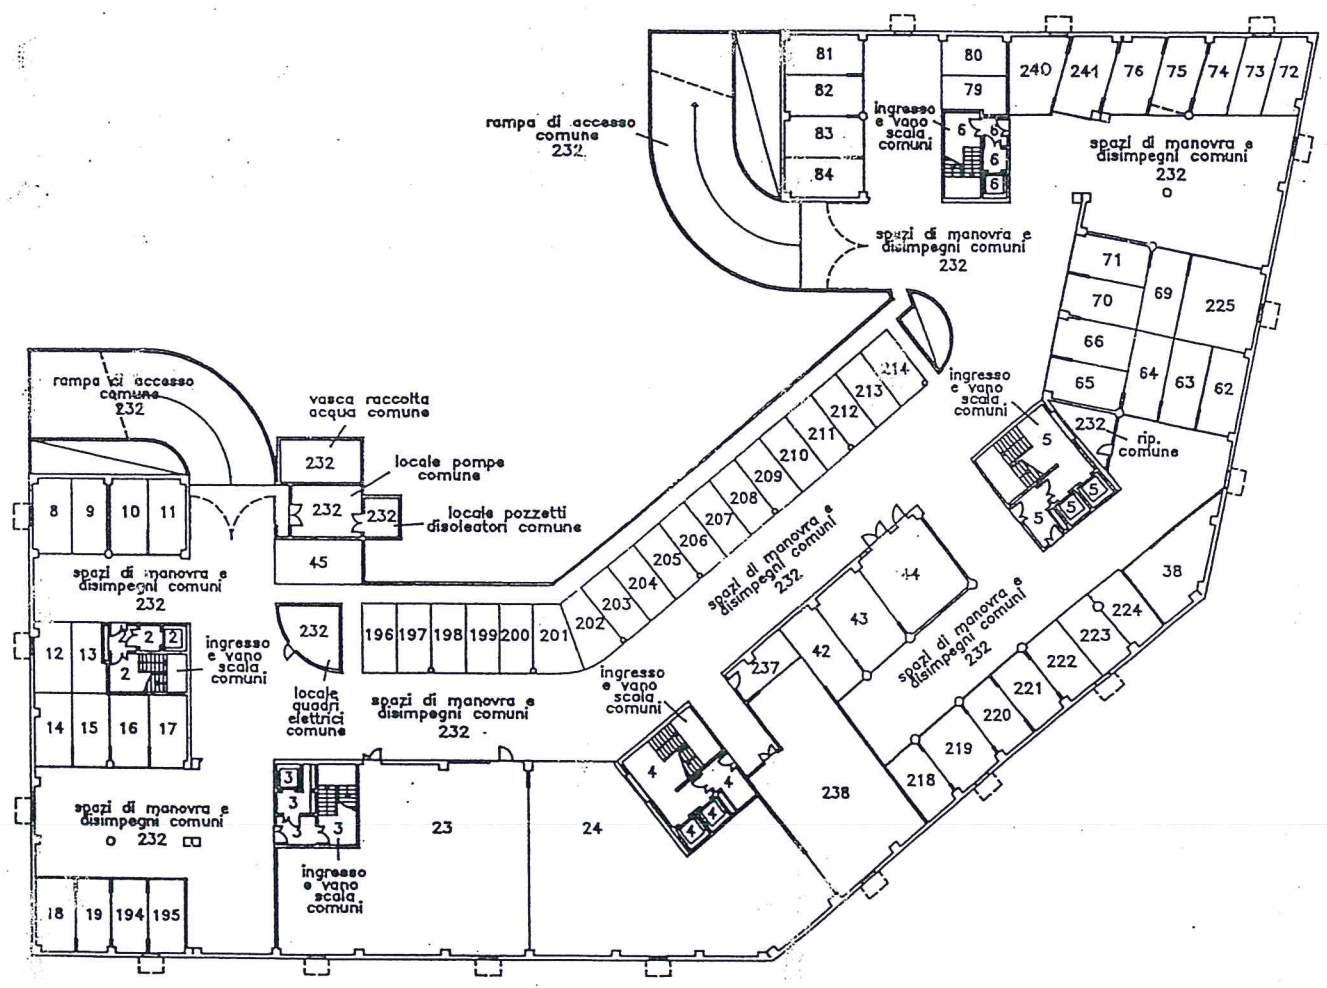 81
80
82
79
240
241
76
75
74
73
72
ingresso
e vano
scala
comuni
6
6
6
6
rampa di accesso
comune
232
83
84
spazi di manovra e
disimpegni comuni
232
spazi di manovra e
disimpegni comuni
232
71
69
70
225
66
65
64
63
62
ingresso
e vano
scala
comuni
5
5
5
5
232
rip.
comune
rampa di accesso
comune
232
vasca raccolta
acqua comune
232
locale pompe
comune
232
232
locale pozzetti
disoleatori comune
45
8
9
10
11
spazi di manovra e
disimpegni comuni
232
214
213
212
211
210
209
208
207
206
205
204
203
202
201
200
199
198
197
196
232
locale
quadri
elettrici
comune
12
13
2
2
2
2
ingresso
e vano
scala
comuni
14
15
16
17
spazi di manovra e
disimpegni comuni
232
spazi di manovra e
disimpegni comuni
232
44
43
42
237
spazi di manovra e
disimpegni comuni
232
38
224
223
222
221
220
219
218
238
ingresso
e vano
scala
comuni
4
4
4
4
3
3
3
3
ingresso
e vano
scala
comuni
23
24
spazi di manovra e
disimpegni comuni
232
18
19
194
195